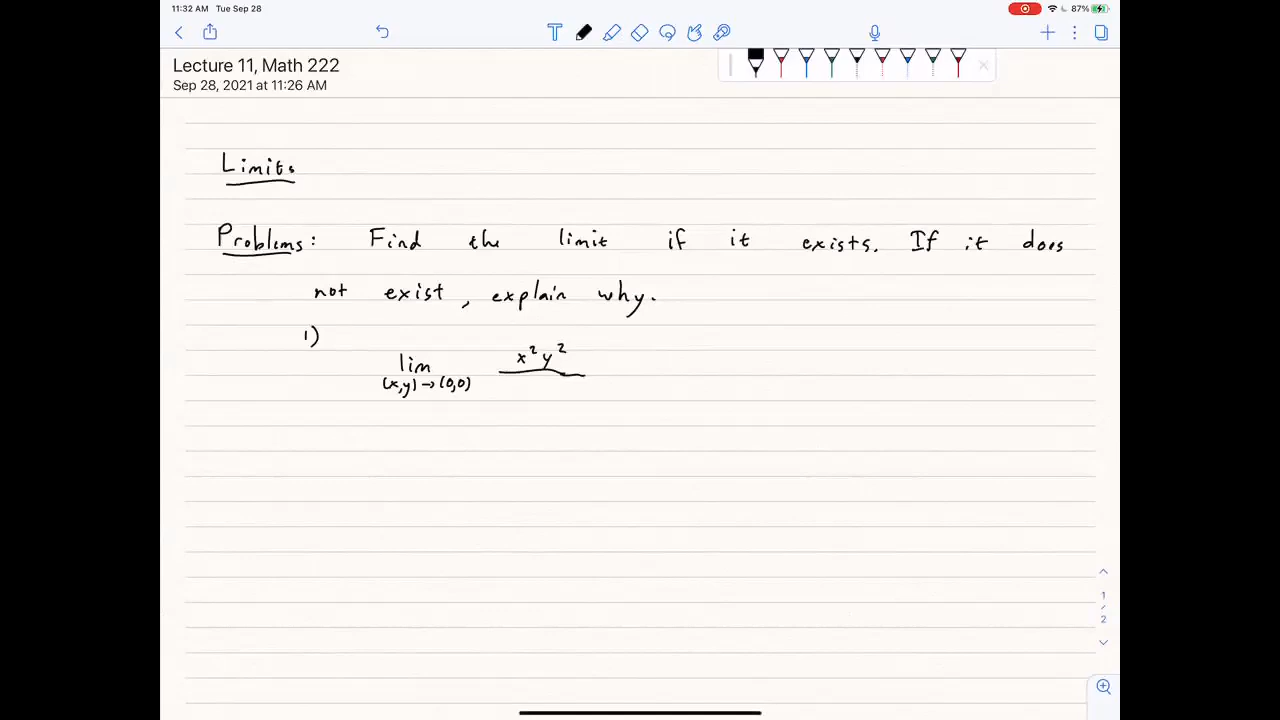 11:32 AM Tue Sep 28
87%
T
Lecture 11, Math 222
Sep 28, 2021 at 11:26 AM
Limits
Problems: Find the limit if it exists. If it does
not exist, explain why.
1)
x²y²
lim
(x,y)→(0,0)
1
/
2